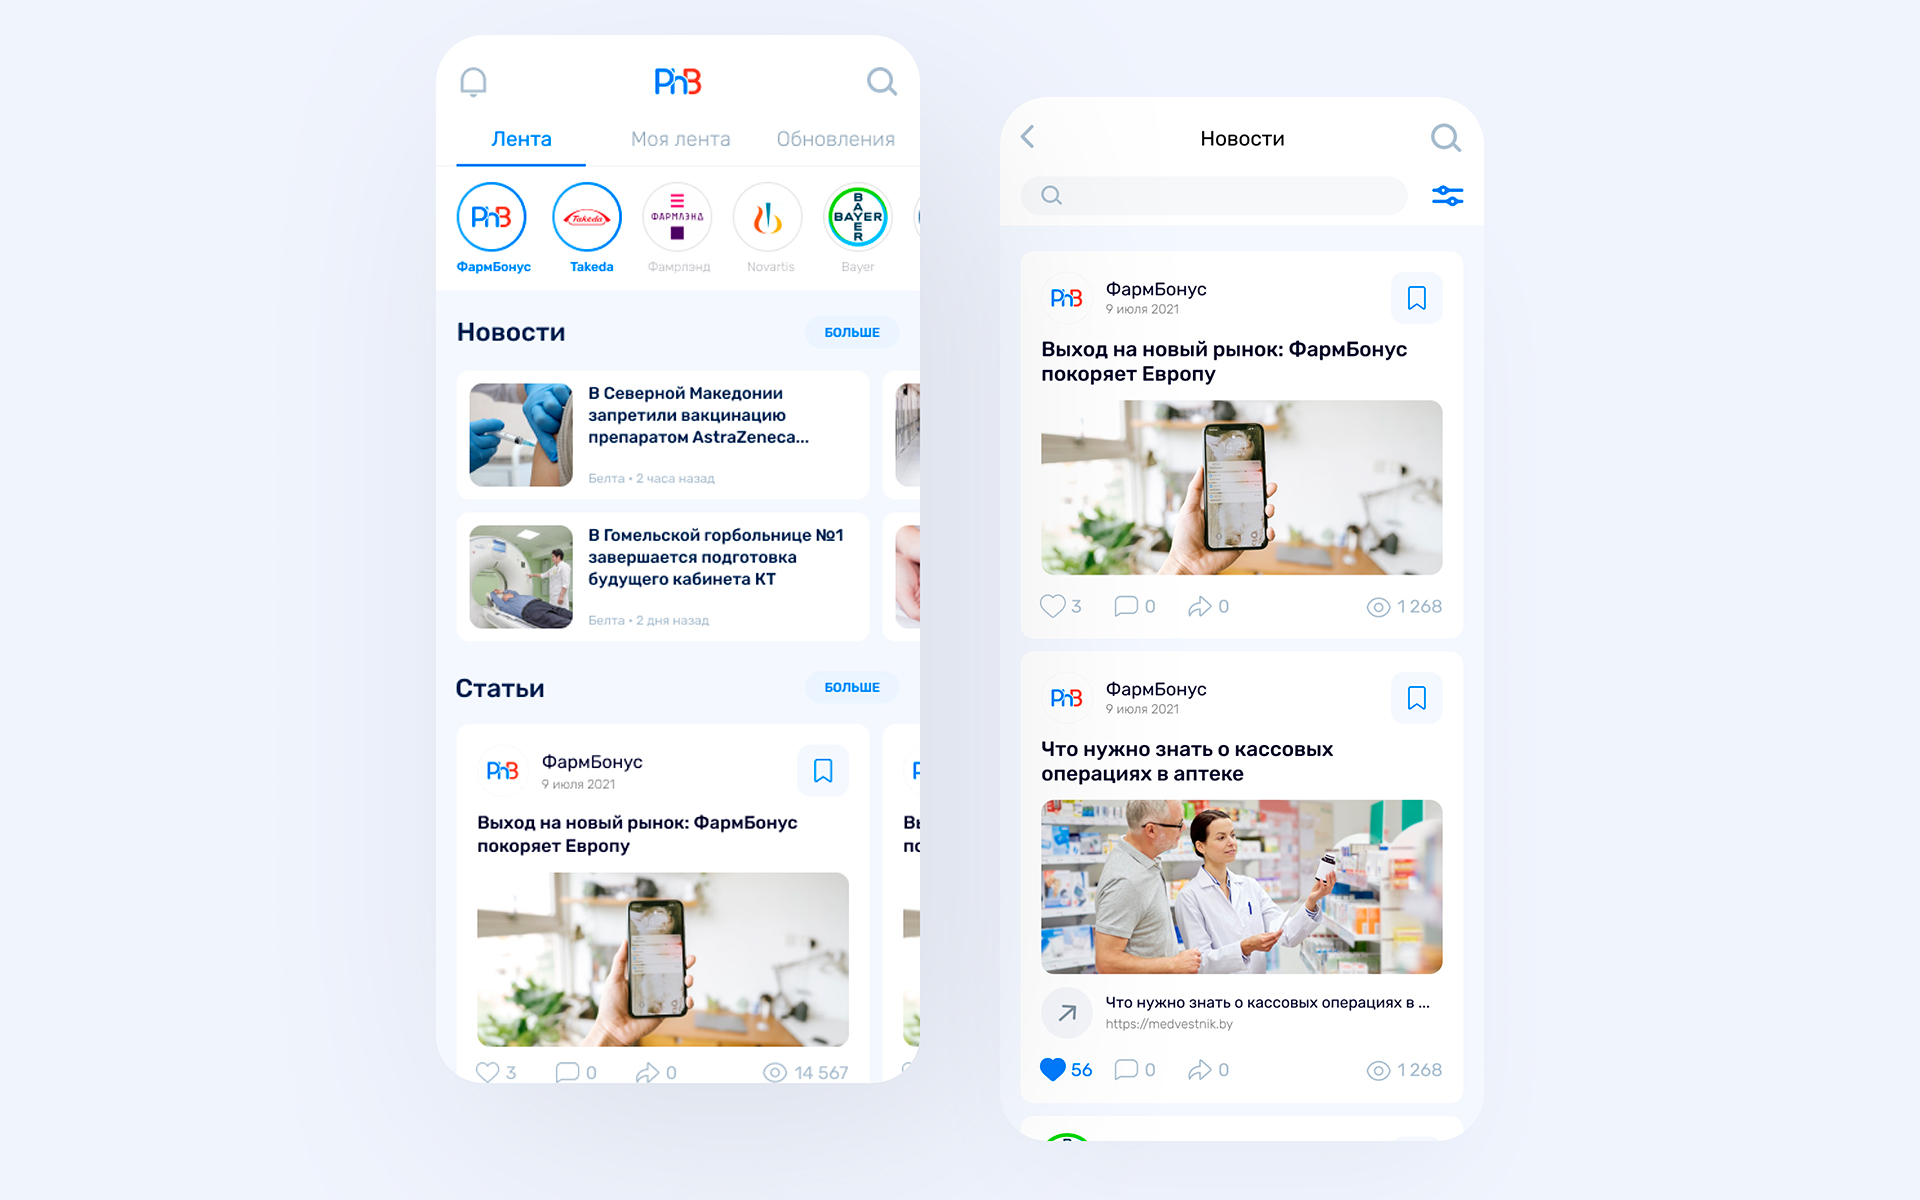 PhB
Лента
Моя лента
Обновления
PhB
Takeda
ФАРМЛЭНД
BAYER
BAYER
ФармБонус
Takeda
Фамрлэнд
Novartis
Bayer
Новости
БОЛЬШЕ
В Северной Македонии
запретили вакцинацию
препаратом AstraZeneca...
Белта • 2 часа назад
В Гомельской горбольнице №1
завершается подготовка
будущего кабинета КТ
Белта • 2 дня назад
Статьи
БОЛЬШЕ
PhB
ФармБонус
9 июля 2021
Выход на новый рынок: ФармБонус
покоряет Европу
3
0
0
14 567
Новости
PhB
ФармБонус
9 июля 2021
Выход на новый рынок: ФармБонус
покоряет Европу
3
0
0
1 268
PhB
ФармБонус
9 июля 2021
Что нужно знать о кассовых
операциях в аптеке
Что нужно знать о кассовых операциях в ...
https://medvestnik.by
56
0
0
1 268